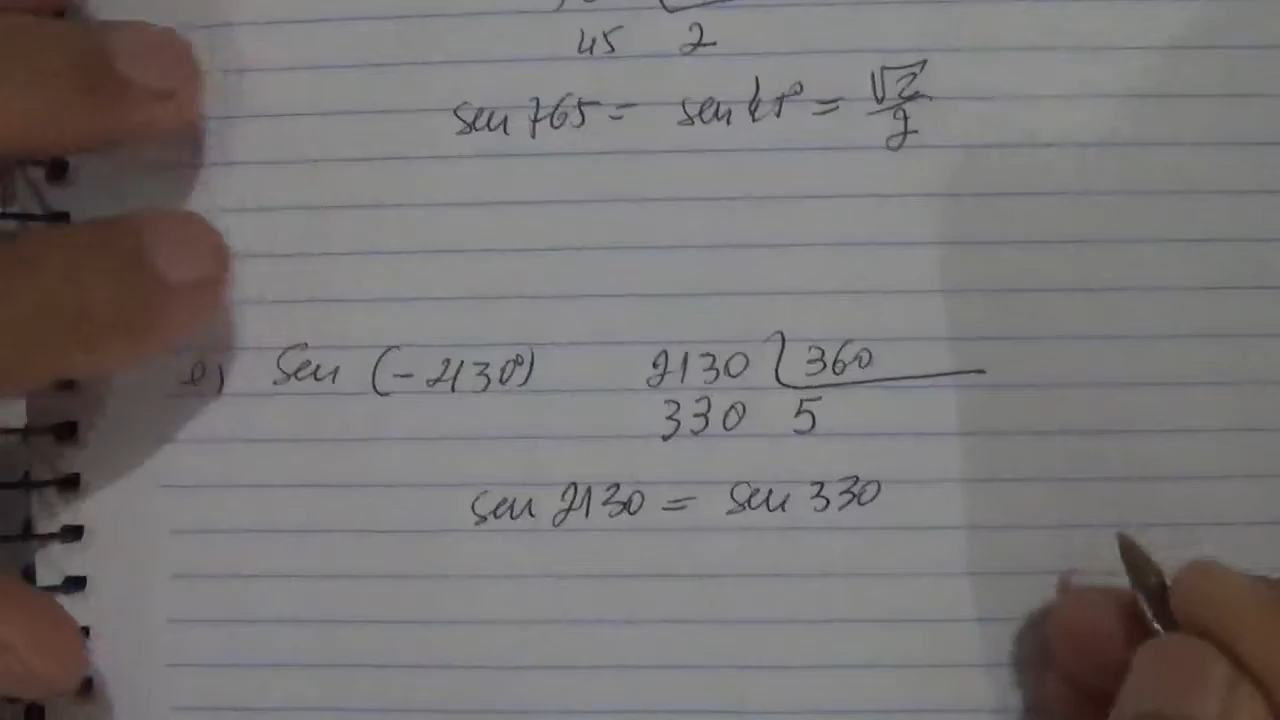 45 2
sen 765 = sen 45° = √2/2
e) Sen (-2130°) 2130 360
330 5
sen 2130 = sen 330